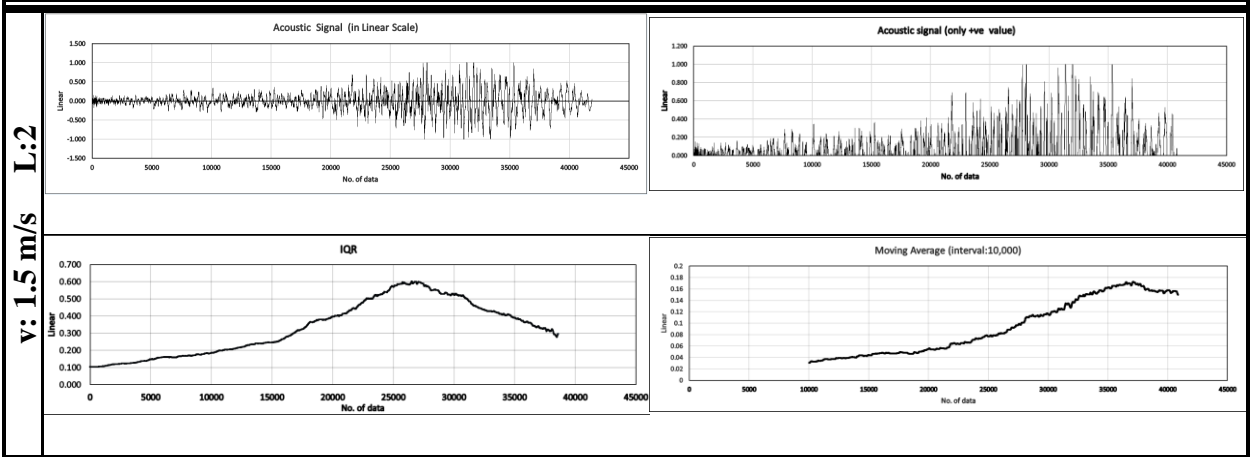 v: 1.5 m/s L:2
Acoustic Signal (in Linear Scale)
1.500
1.000
0.500
0.000
-0.500
-1.000
-1.500
Linear
0 5000 10000 15000 20000 25000 30000 35000 40000 45000
No. of data
Acoustic signal (only +ve value)
1.200
1.000
0.800
0.600
0.400
0.200
0.000
Linear
0 5000 10000 15000 20000 25000 30000 35000 40000 45000
No. of data
IQR
0.700
0.600
0.500
0.400
0.300
0.200
0.100
0.000
Linear
0 5000 10000 15000 20000 25000 30000 35000 40000 45000
No. of data
Moving Average (interval:10,000)
0.2
0.18
0.16
0.14
0.12
0.1
0.08
0.06
0.04
0.02
0
Linear
0 5000 10000 15000 20000 25000 30000 35000 40000 45000
No. of data